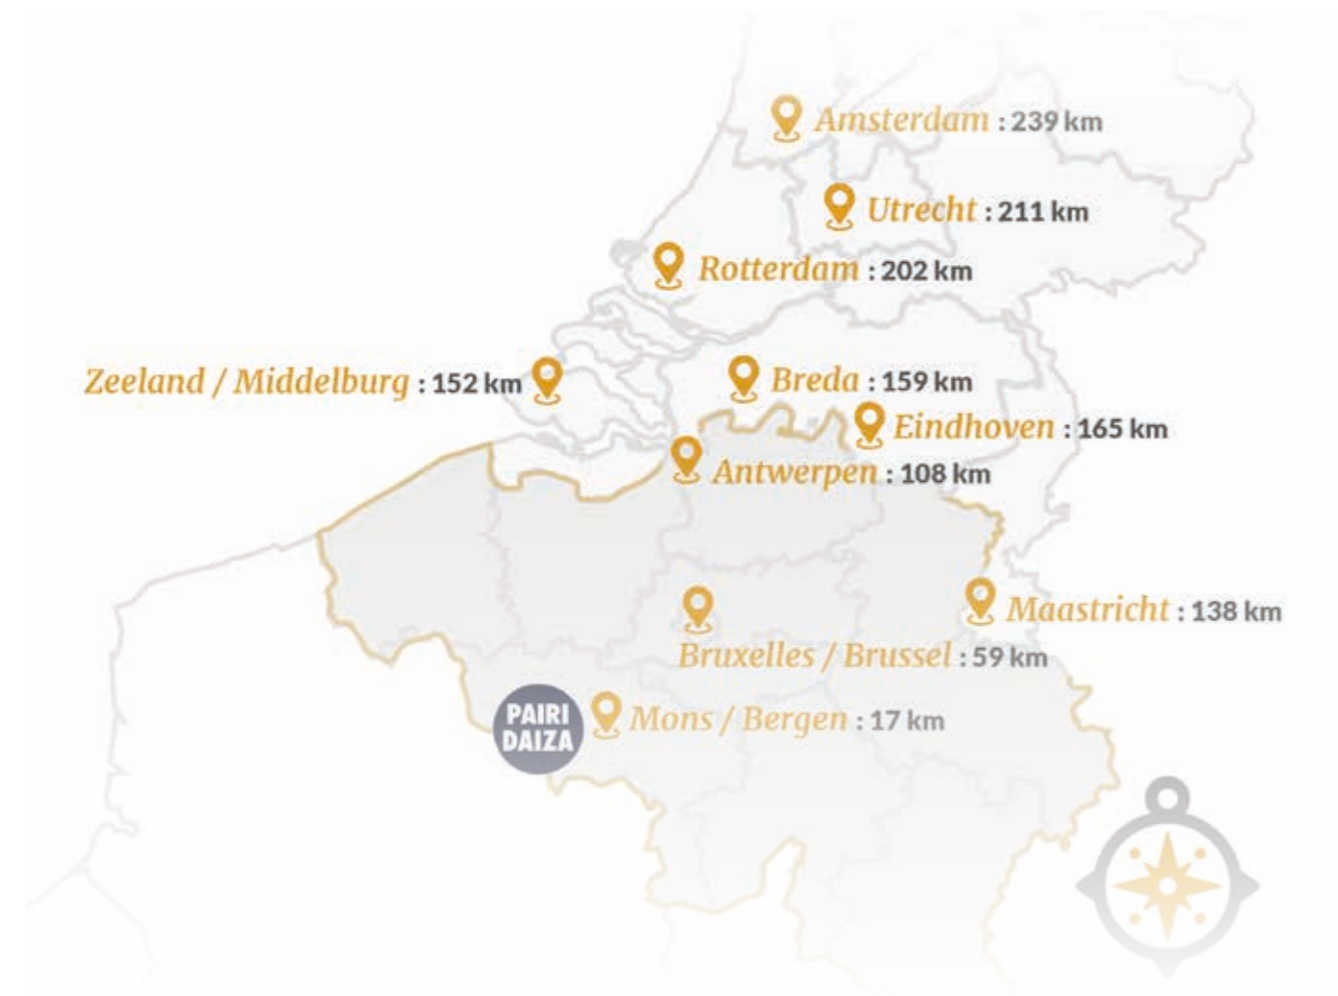 Amsterdam : 239 km
Utrecht : 211 km
Rotterdam : 202 km
Zeeland / Middelburg : 152 km
Breda : 159 km
Eindhoven : 165 km
Antwerpen : 108 km
Maastricht : 138 km
Bruxelles / Brussel : 59 km
PAIRI
DAIZA
Mons / Bergen : 17 km